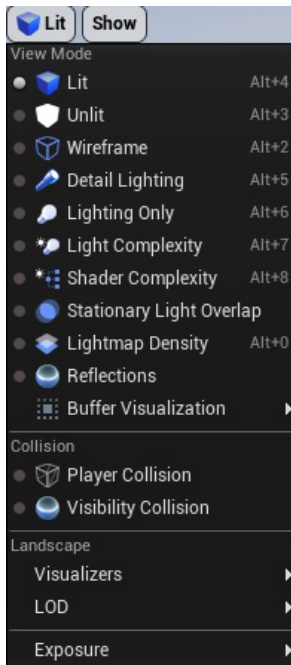 Lit Show
View Mode
Lit Alt+4
Unlit Alt+3
Wireframe Alt+2
Detail Lighting Alt+5
Lighting Only Alt+6
Light Complexity Alt+7
Shader Complexity Alt+8
Stationary Light Overlap
Lightmap Density Alt+0
Reflections
Buffer Visualization
Collision
Player Collision
Visibility Collision
Landscape
Visualizers
LOD
Exposure